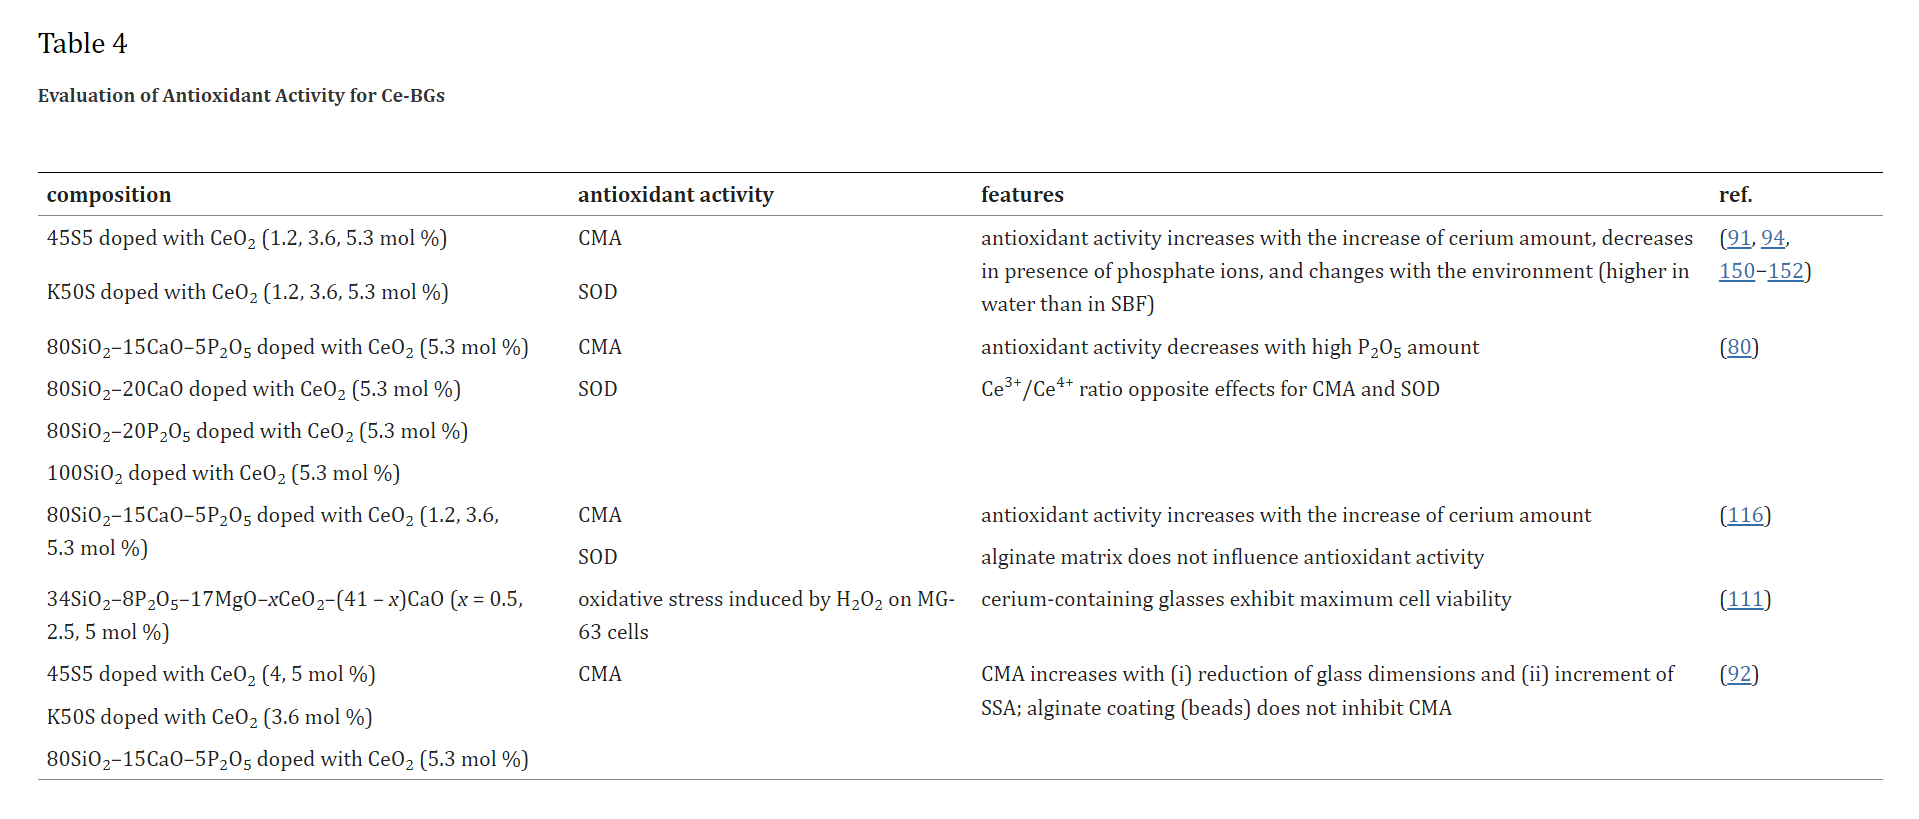 Table 4
Evaluation of Antioxidant Activity for Ce-BGs
composition antioxidant activity features ref.
45S5 doped with CeO₂ (1.2, 3.6, 5.3 mol %) CMA antioxidant activity increases with the increase of cerium amount, decreases (91, 94,
in presence of phosphate ions, and changes with the environment (higher in 150–152)
K50S doped with CeO₂ (1.2, 3.6, 5.3 mol %) SOD
water than in SBF)
80SiO₂–15CaO–5P₂O₅ doped with CeO₂ (5.3 mol %) CMA antioxidant activity decreases with high P₂O₅ amount (80)
80SiO₂–20CaO doped with CeO₂ (5.3 mol %) SOD Ce³⁺/Ce⁴⁺ ratio opposite effects for CMA and SOD
80SiO₂–20P₂O₅ doped with CeO₂ (5.3 mol %)
100SiO₂ doped with CeO₂ (5.3 mol %)
80SiO₂–15CaO–5P₂O₅ doped with CeO₂ (1.2, 3.6, CMA antioxidant activity increases with the increase of cerium amount (116)
5.3 mol %)
SOD alginate matrix does not influence antioxidant activity
34SiO₂–8P₂O₅–17MgO–xCeO₂–(41 – x)CaO (x = 0.5, oxidative stress induced by H₂O₂ on MG- cerium-containing glasses exhibit maximum cell viability (111)
2.5, 5 mol %) 63 cells
45S5 doped with CeO₂ (4, 5 mol %) CMA CMA increases with (i) reduction of glass dimensions and (ii) increment of (92)
SSA; alginate coating (beads) does not inhibit CMA
K50S doped with CeO₂ (3.6 mol %)
80SiO₂–15CaO–5P₂O₅ doped with CeO₂ (5.3 mol %)